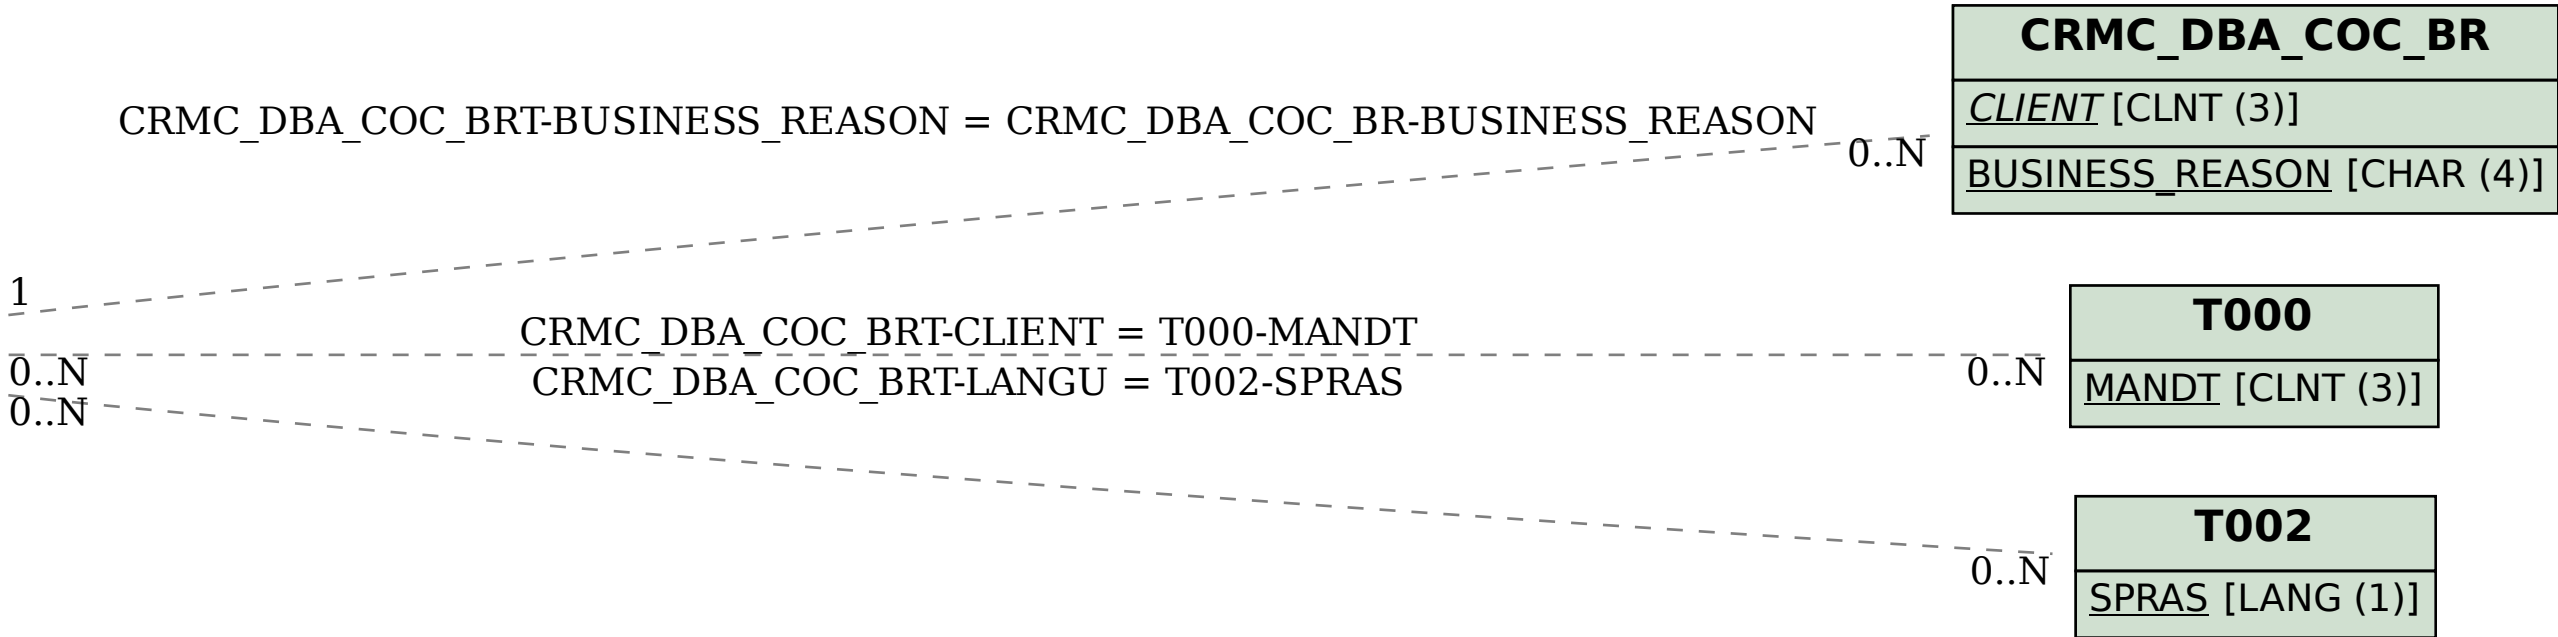 CRMC_DBA_COC_BR
CLIENT [CLNT (3)]
BUSINESS_REASON [CHAR (4)]
CRMC_DBA_COC_BRT-BUSINESS_REASON = CRMC_DBA_COC_BR-BUSINESS_REASON
0..N
1
CRMC_DBA_COC_BRT-CLIENT = T000-MANDT
0..N
0..N
T000
MANDT [CLNT (3)]
CRMC_DBA_COC_BRT-LANGU = T002-SPRAS
0..N
0..N
T002
SPRAS [LANG (1)]